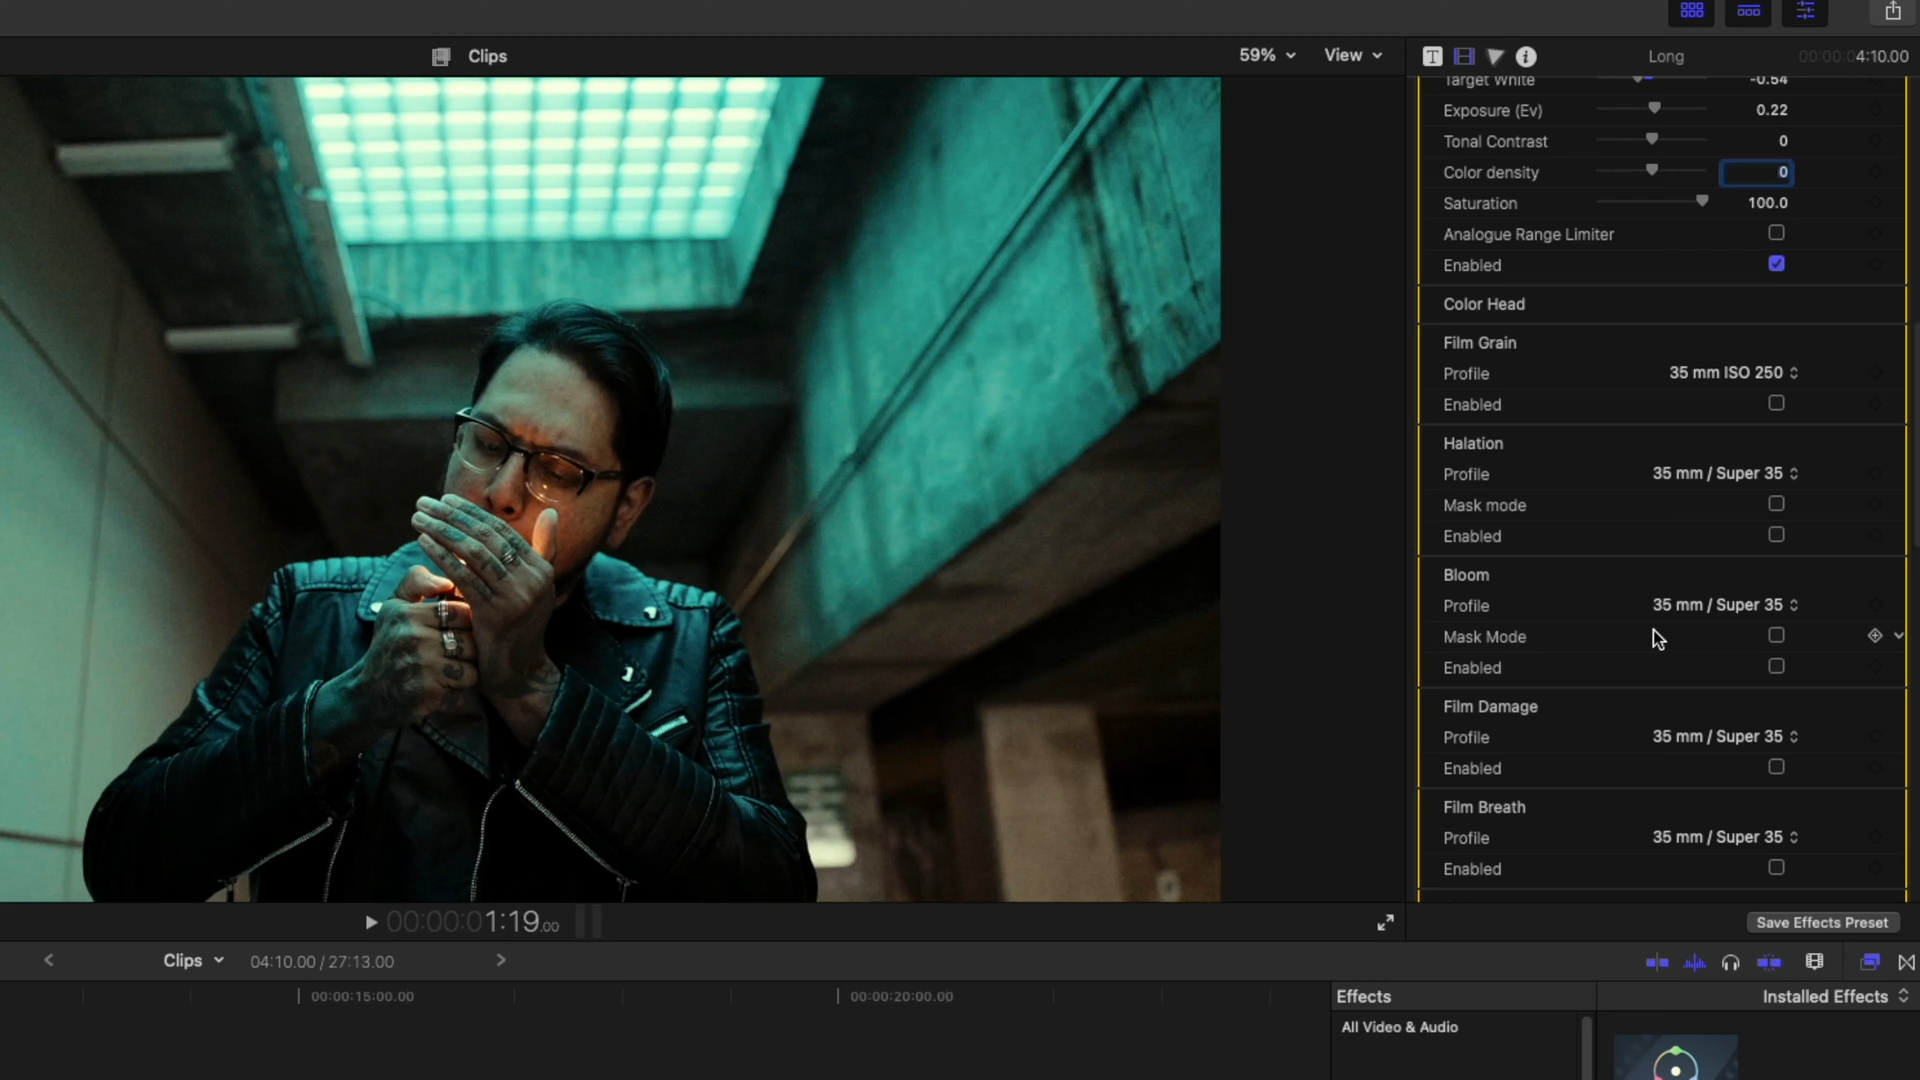 Clips
59%
View
T
Long
00:00:04:10.00
Target White
-0.54
Exposure (Ev)
0.22
Tonal Contrast
0
Color density
0
Saturation
100.0
Analogue Range Limiter
Enabled
Color Head
Film Grain
Profile
35 mm ISO 250
Enabled
Halation
Profile
35 mm / Super 35
Mask mode
Enabled
Bloom
Profile
35 mm / Super 35
Mask Mode
Enabled
Film Damage
Profile
35 mm / Super 35
Enabled
Film Breath
Profile
35 mm / Super 35
Enabled
00:00:01:19.00
Save Effects Preset
Clips
04:10.00 / 27:13.00
00:00:15:00.00
00:00:20:00.00
Effects
Installed Effects
All Video & Audio